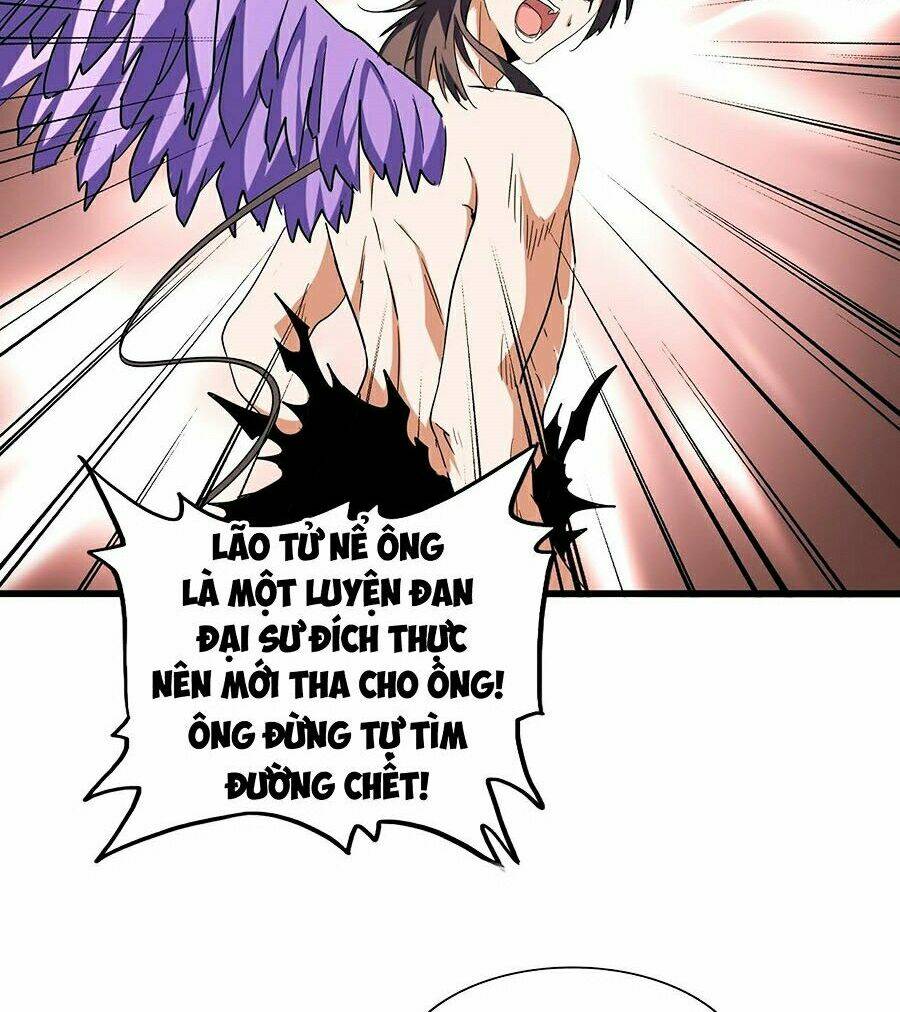 LÃO TỬ NỂ ÔNG
LÀ MỘT LUYỆN ĐAN
ĐẠI SƯ ĐÍCH THỰC
NÊN MỚI THA CHO ÔNG!
ÔNG ĐỪNG TỰ TÌM
ĐƯỜNG CHẾT!